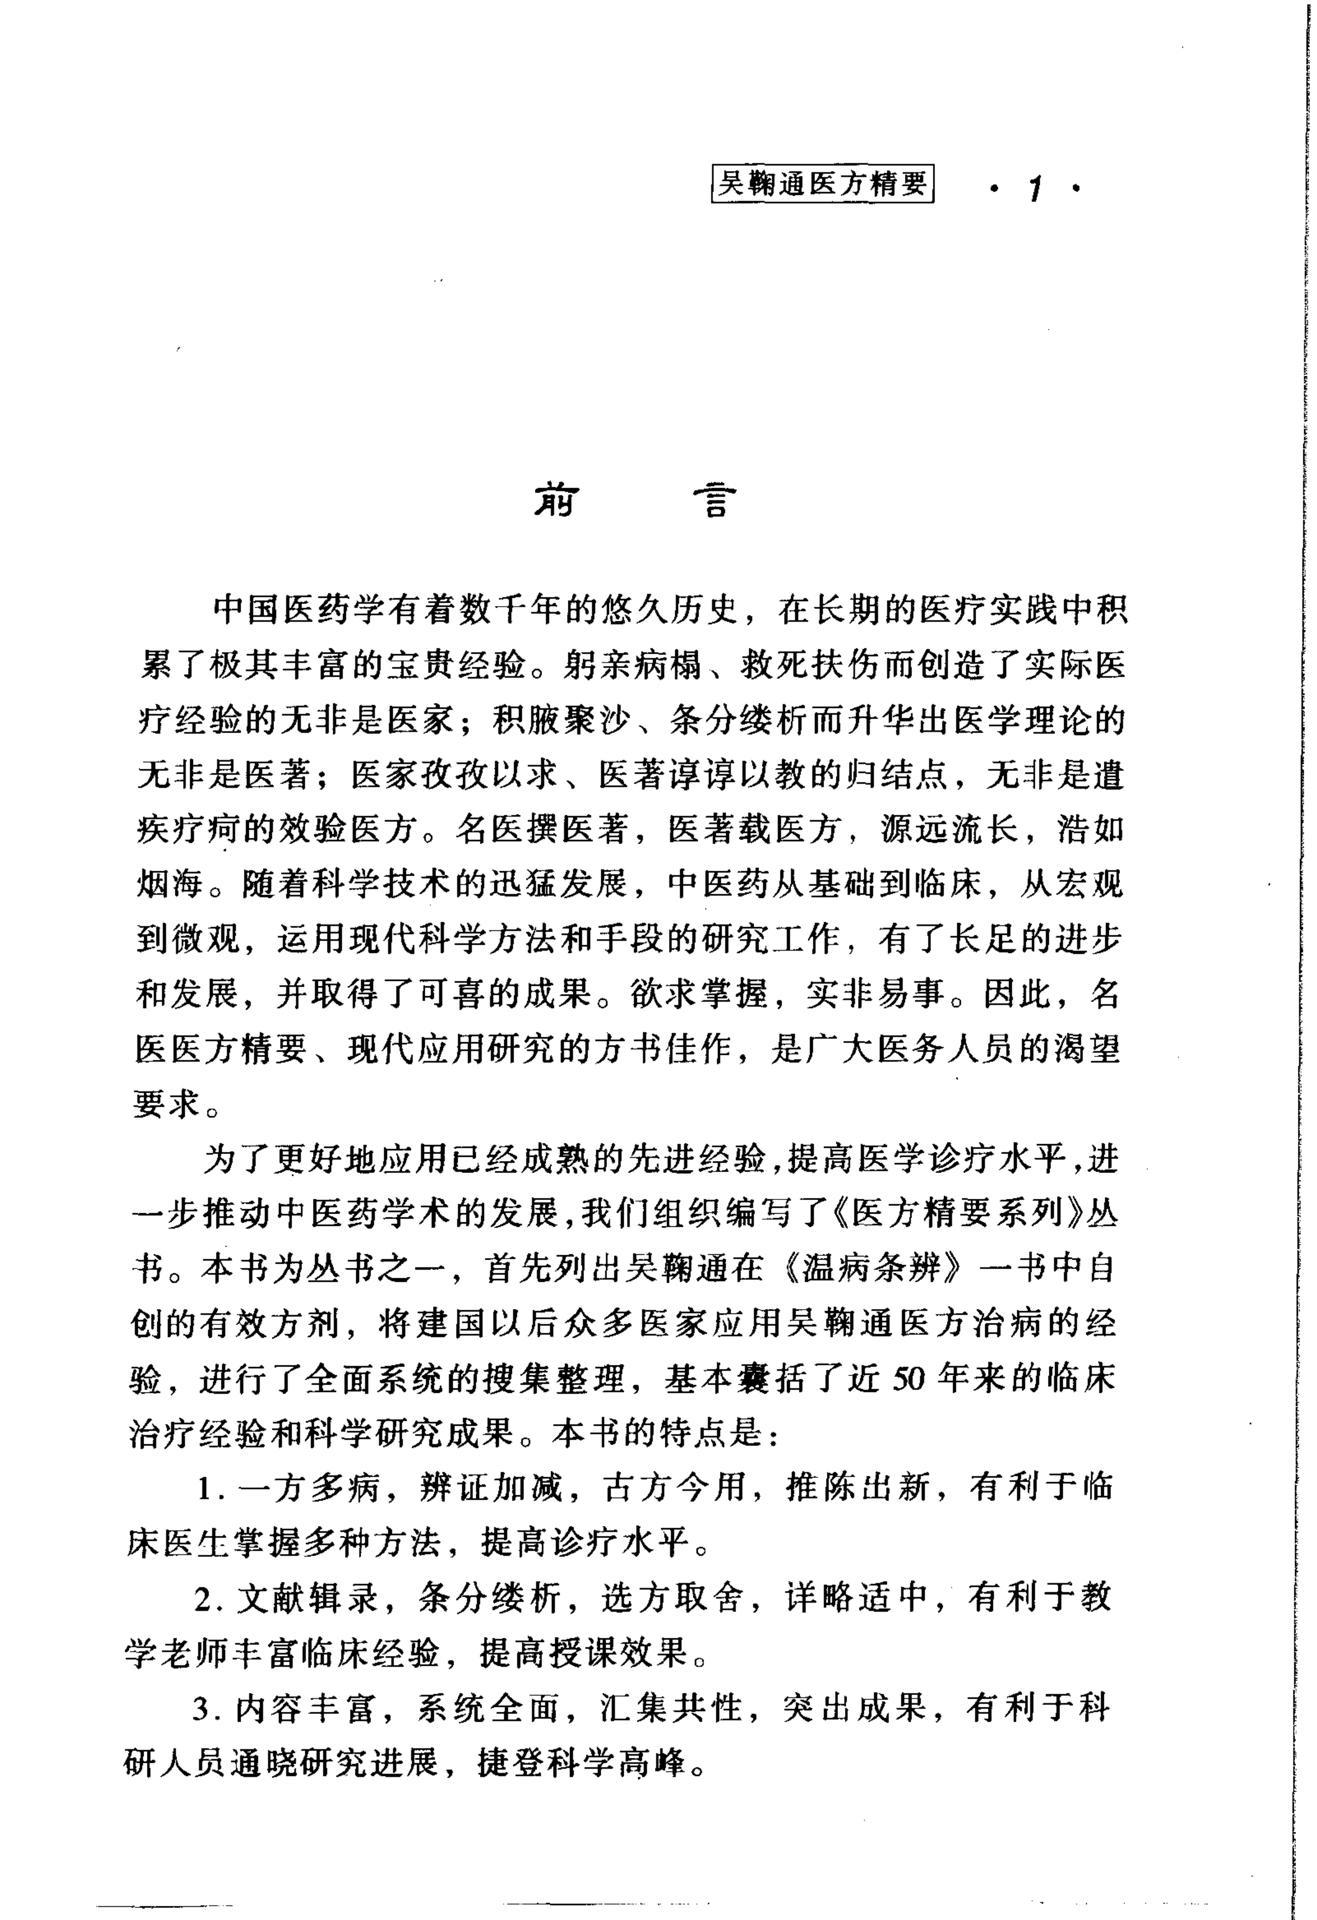 吴鞠通医方精要 · 1 ·
前 言
中国医药学有着数千年的悠久历史，在长期的医疗实践中积
累了极其丰富的宝贵经验。躬亲病榻、救死扶伤而创造了实际医
疗经验的无非是医家；积腋聚沙、条分缕析而升华出医学理论的
无非是医著；医家孜孜以求、医著谆谆以教的归结点，无非是遣
疾疗疴的效验医方。名医撰医著，医著载医方，源远流长，浩如
烟海。随着科学技术的迅猛发展，中医药从基础到临床，从宏观
到微观，运用现代科学方法和手段的研究工作，有了长足的进步
和发展，并取得了可喜的成果。欲求掌握，实非易事。因此，名
医医方精要、现代应用研究的方书佳作，是广大医务人员的渴望
要求。
为了更好地应用已经成熟的先进经验，提高医学诊疗水平，进
一步推动中医药学术的发展，我们组织编写了《医方精要系列》丛
书。本书为丛书之一，首先列出吴鞠通在《温病条辨》一书中自
创的有效方剂，将建国以后众多医家应用吴鞠通医方治病的经
验，进行了全面系统的搜集整理，基本囊括了近 50 年来的临床
治疗经验和科学研究成果。本书的特点是：
1. 一方多病，辨证加减，古方今用，推陈出新，有利于临
床医生掌握多种方法，提高诊疗水平。
2. 文献辑录，条分缕析，选方取舍，详略适中，有利于教
学老师丰富临床经验，提高授课效果。
3. 内容丰富，系统全面，汇集共性，突出成果，有利于科
研人员通晓研究进展，捷登科学高峰。